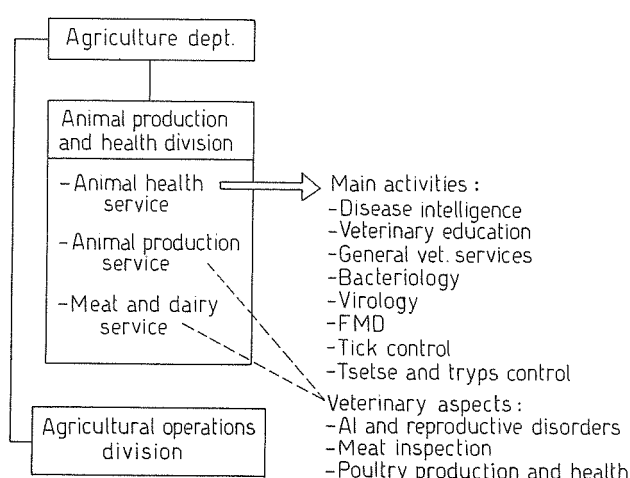 Agriculture dept.
Animal production
and health division
-Animal health
service
-Animal production
service
-Meat and dairy
service
Agricultural operations
division
Main activities :
-Disease intelligence
-Veterinary education
-General vet. services
-Bacteriology
-Virology
-FMD
-Tick control
-Tsetse and tryps control
Veterinary aspects :
-AI and reproductive disorders
-Meat inspection
-Poultry production and health